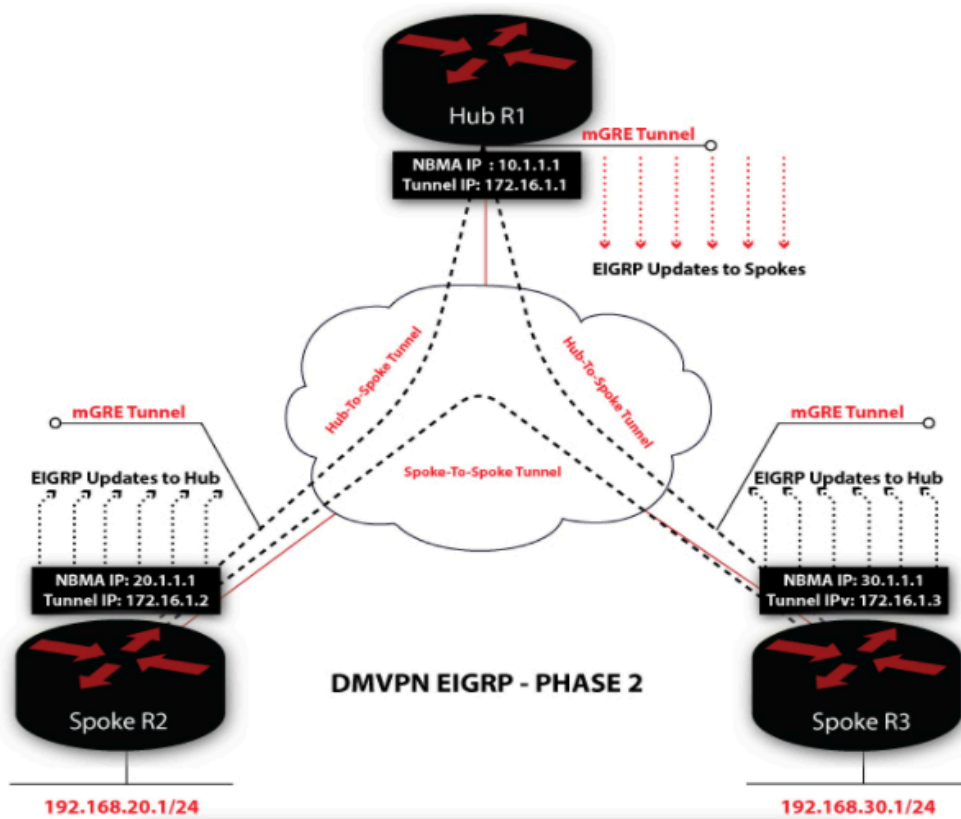 Hub R1
mGRE Tunnel
NBMA IP : 10.1.1.1
Tunnel IP: 172.16.1.1
EIGRP Updates to Spokes
Hub-To-Spoke Tunnel
Hub-To-Spoke Tunnel
mGRE Tunnel
mGRE Tunnel
Spoke-To-Spoke Tunnel
EIGRP Updates to Hub
EIGRP Updates to Hub
NBMA IP: 20.1.1.1
Tunnel IP: 172.16.1.2
NBMA IP: 30.1.1.1
Tunnel IPv: 172.16.1.3
DMVPN EIGRP - PHASE 2
Spoke R2
Spoke R3
192.168.20.1/24
192.168.30.1/24